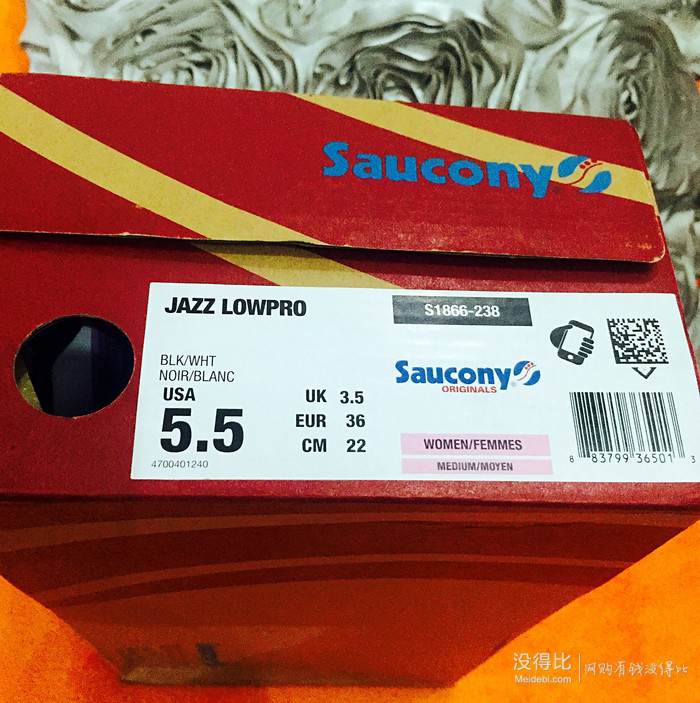 Saucony
JAZZ LOWPRO
S1866-238
BLK/WHT
NOIR/BLANC
USA
5.5
4700401240
UK 3.5
EUR 36
CM 22
Saucony
ORIGINALS
WOMEN/FEMMES
MEDIUM/MOYEN
8 83799 36501 3
没得比
Meidebi.com
网购有钱没得比